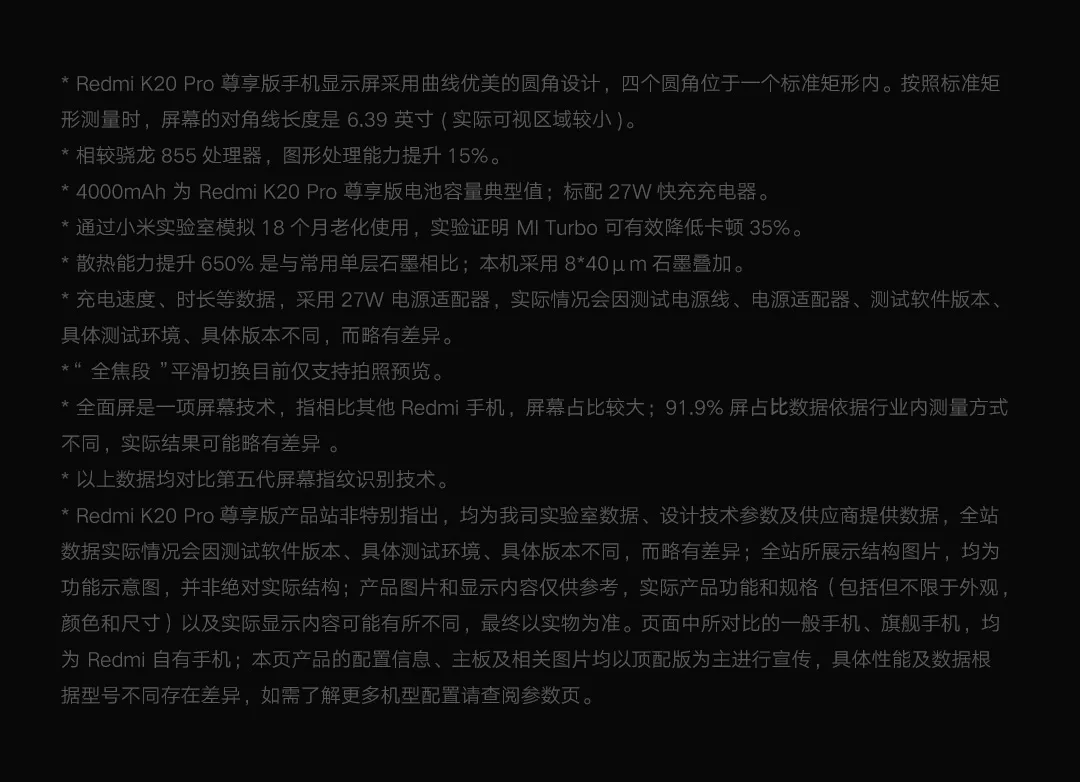 * Redmi K20 Pro 尊享版手机显示屏采用曲线优美的圆角设计，四个圆角位于一个标准矩形内。按照标准矩
形测量时，屏幕的对角线长度是 6.39 英寸 ( 实际可视区域较小 )。
* 相较骁龙 855 处理器，图形处理能力提升 15%。
* 4000mAh 为 Redmi K20 Pro 尊享版电池容量典型值；标配 27W 快充充电器。
* 通过小米实验室模拟 18 个月老化使用，实验证明 MI Turbo 可有效降低卡顿 35%。
* 散热能力提升 650% 是与常用单层石墨相比；本机采用 8*40μm 石墨叠加。
* 充电速度、时长等数据，采用 27W 电源适配器，实际情况会因测试电源线、电源适配器、测试软件版本、
具体测试环境、具体版本不同，而略有差异。
* “ 全焦段 ”平滑切换目前仅支持拍照预览。
* 全面屏是一项屏幕技术，指相比其他 Redmi 手机，屏幕占比较大；91.9% 屏占比数据依据行业内测量方式
不同，实际结果可能略有差异 。
* 以上数据均对比第五代屏幕指纹识别技术。
* Redmi K20 Pro 尊享版产品站非特别指出，均为我司实验室数据、设计技术参数及供应商提供数据，全站
数据实际情况会因测试软件版本、具体测试环境、具体版本不同，而略有差异；全站所展示结构图片，均为
功能示意图，并非绝对实际结构；产品图片和显示内容仅供参考，实际产品功能和规格（包括但不限于外观，
颜色和尺寸）以及实际显示内容可能有所不同，最终以实物为准。页面中所对比的一般手机、旗舰手机，均
为 Redmi 自有手机；本页产品的配置信息、主板及相关图片均以顶配版为主进行宣传，具体性能及数据根
据型号不同存在差异，如需了解更多机型配置请查阅参数页。